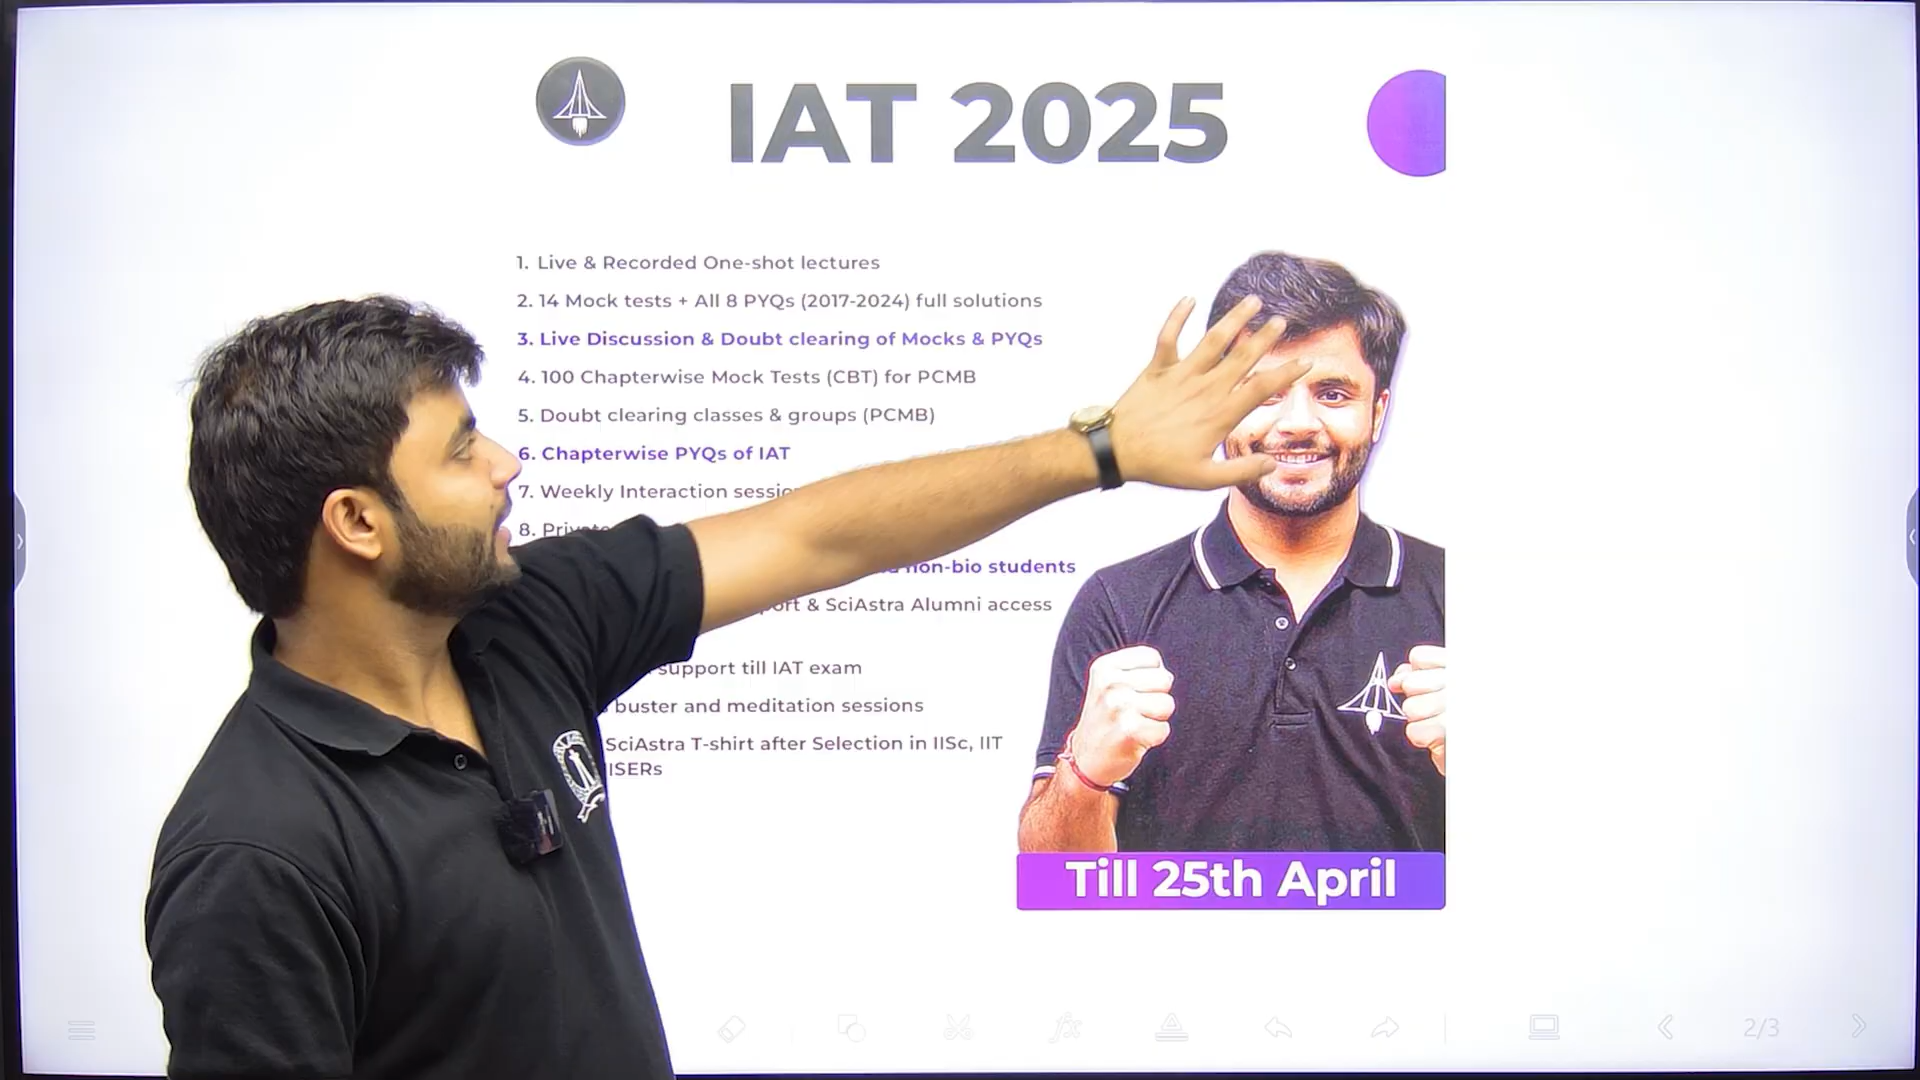 IAT 2025
1. Live & Recorded One-shot lectures
2. 14 Mock tests + All 8 PYQs (2017-2024) full solutions
3. Live Discussion & Doubt clearing of Mocks & PYQs
4. 100 Chapterwise Mock Tests (CBT) for PCMB
5. Doubt clearing classes & groups (PCMB)
6. Chapterwise PYQs of IAT
7. Weekly Interaction
8.
non-bio students
& SciAstra Alumni access
support till IAT exam
buster and meditation sessions
SciAstra T-shirt after Selection in IISc, IIT
IISERs
Till 25th April
2/3